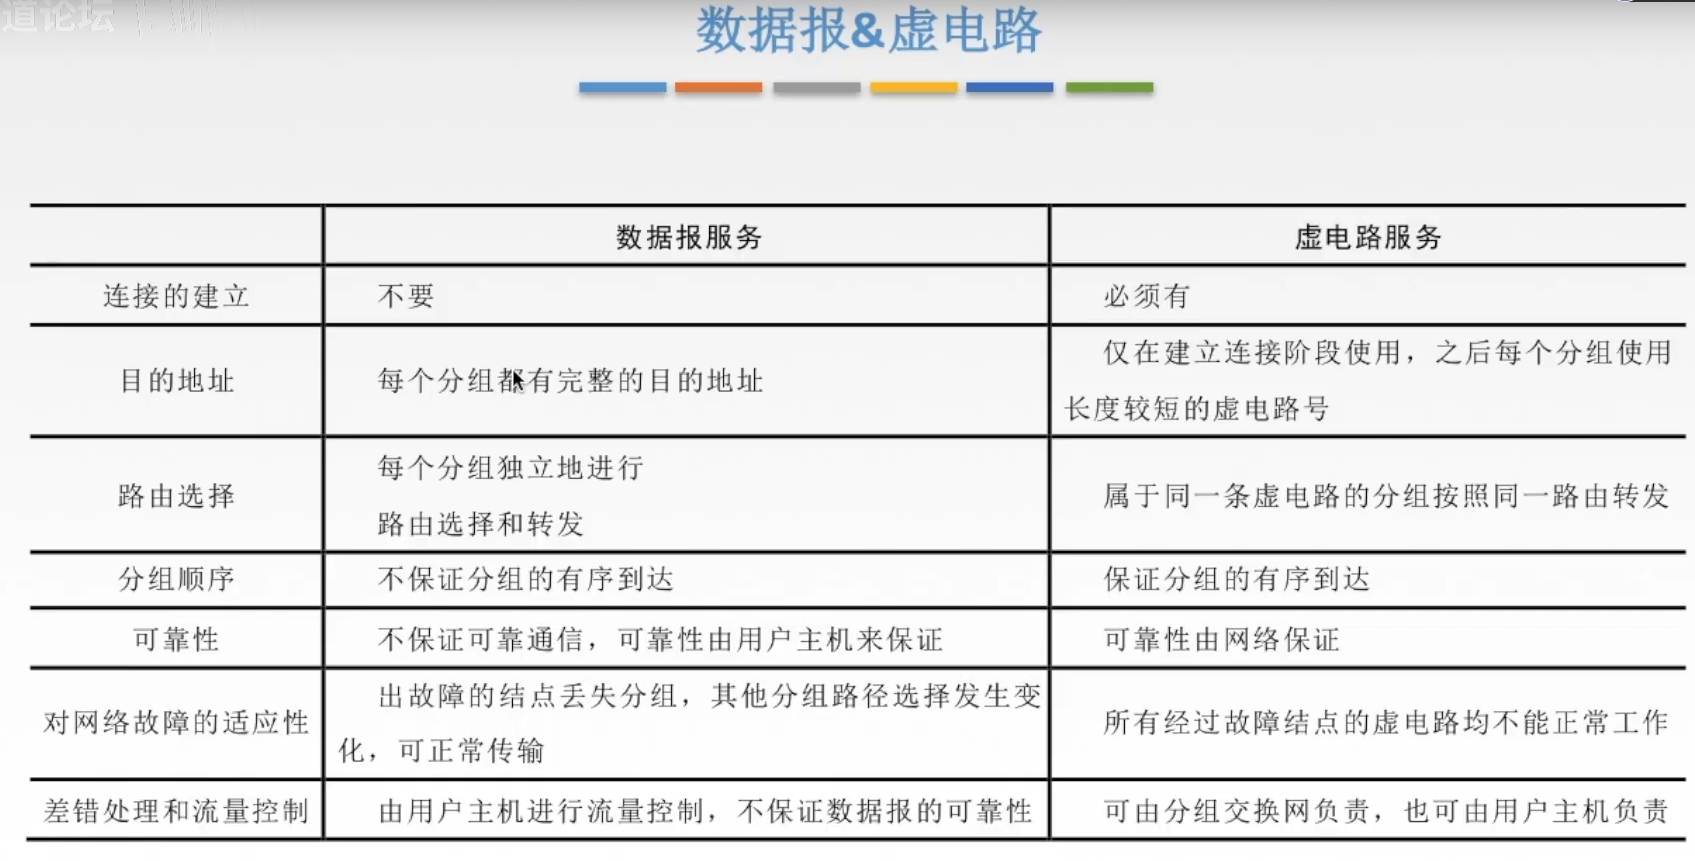 道论坛
数据报&虚电路
数据报服务
虚电路服务
连接的建立
不要
必须有
目的地址
每个分组都有完整的目的地址
仅在建立连接阶段使用，之后每个分组使用
长度较短的虚电路号
路由选择
每个分组独立地进行
路由选择和转发
属于同一条虚电路的分组按照同一路由转发
分组顺序
不保证分组的有序到达
保证分组的有序到达
可靠性
不保证可靠通信，可靠性由用户主机来保证
可靠性由网络保证
对网络故障的适应性
出故障的结点丢失分组，其他分组路径选择发生变
化，可正常传输
所有经过故障结点的虚电路均不能正常工作
差错处理和流量控制
由用户主机进行流量控制，不保证数据报的可靠性
可由分组交换网负责，也可由用户主机负责